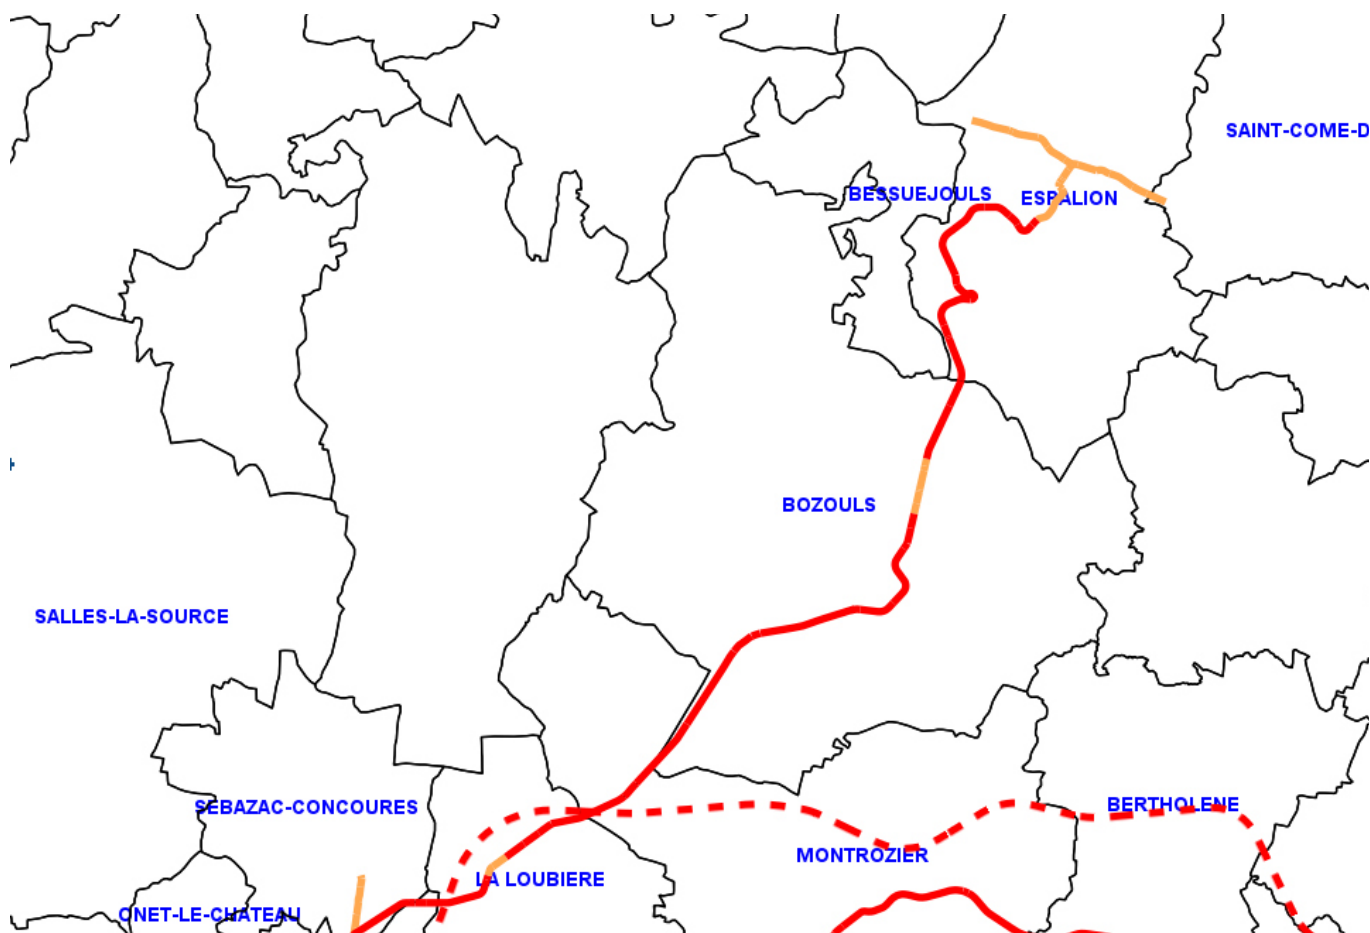 SAINT-COME-D
BESSUEJOULS
ESPALION
BOZOULS
SALLES-LA-SOURCE
SEBAZAC-CONCOURES
BERTHOLENE
MONTROZIER
LA LOUBIERE
ONET-LE-CHATEAU